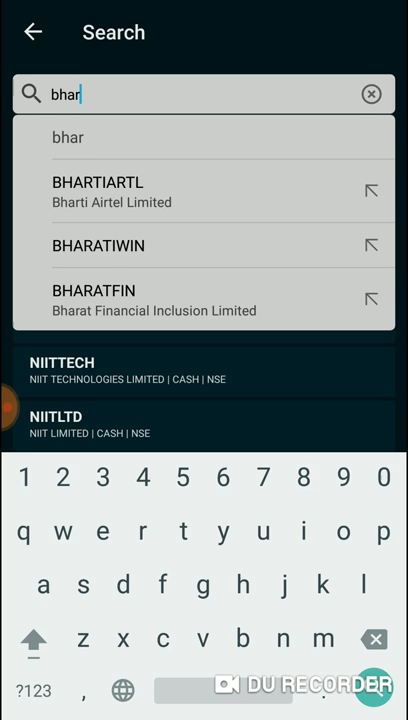 Search
bhar
bhar
BHARTIARTL
Bharti Airtel Limited
BHARATIWIN
BHARATFIN
Bharat Financial Inclusion Limited
NIITTECH
NIIT TECHNOLOGIES LIMITED | CASH | NSE
NIITLTD
NIIT LIMITED | CASH | NSE
1 2 3 4 5 6 7 8 9 0
q w e r t y u i o p
a s d f g h j k l
z x c v b n m
?123 , .
DU RECORDER